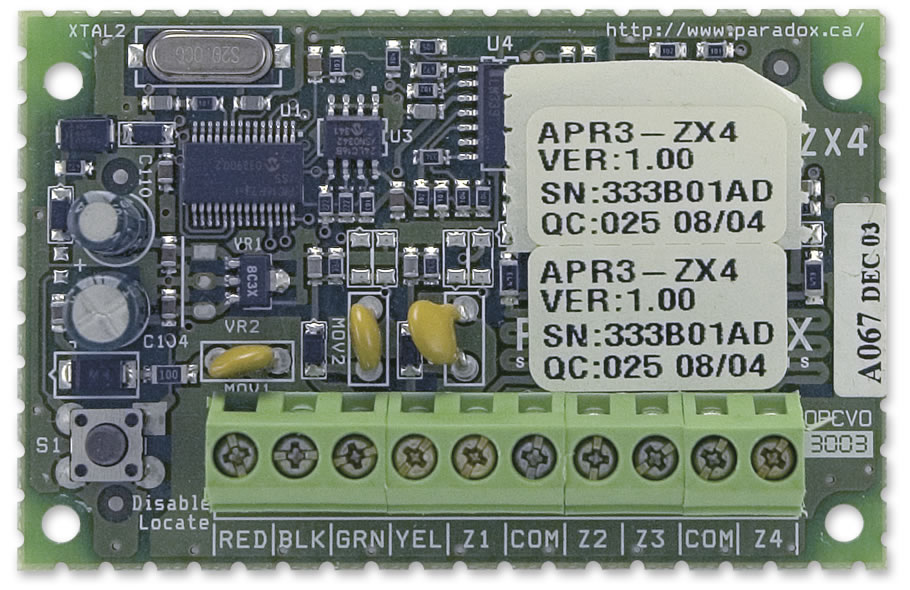 XTAL2
http://www.paradox.ca/
U4
U1
U3
ZX4
APR3-ZX4
VER:1.00
SN:333B01AD
QC:025 08/04
APR3-ZX4
VER:1.00
SN:333B01AD
QC:025 08/04
A067 DEC 03
VR1
8C3X
VR2
MOV2
C104
100
MOV1
S1
3003
Disable
Locate
RED BLK GRN YEL Z1 COM Z2 Z3 COM Z4